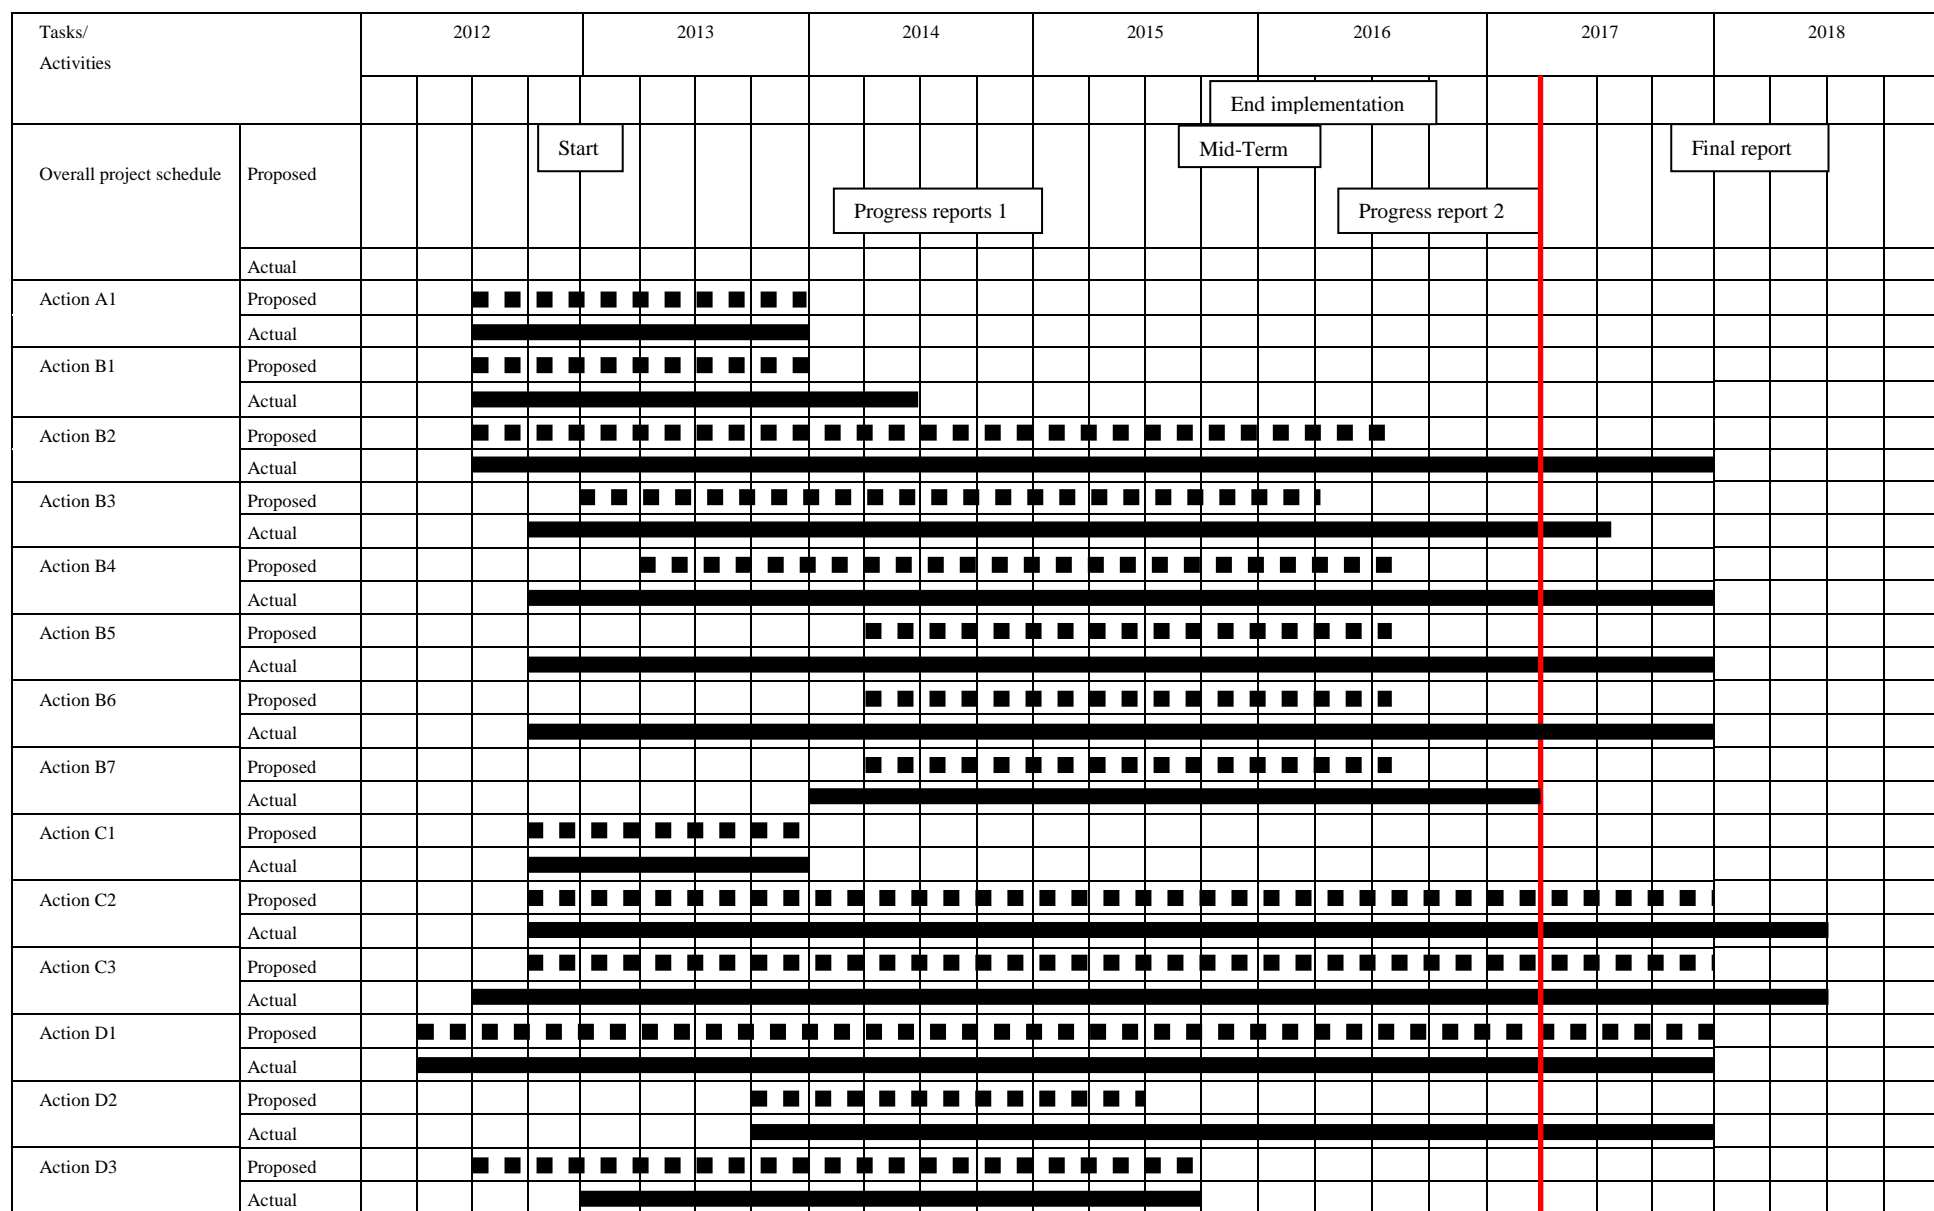 Tasks/
Activities
2012
2013
2014
2015
2016
2017
2018
End implementation
Start
Mid-Term
Final report
Overall project schedule
Proposed
Progress reports 1
Progress report 2
Actual
Action A1
Proposed
Actual
Action B1
Proposed
Actual
Action B2
Proposed
Actual
Action B3
Proposed
Actual
Action B4
Proposed
Actual
Action B5
Proposed
Actual
Action B6
Proposed
Actual
Action B7
Proposed
Actual
Action C1
Proposed
Actual
Action C2
Proposed
Actual
Action C3
Proposed
Actual
Action D1
Proposed
Actual
Action D2
Proposed
Actual
Action D3
Proposed
Actual